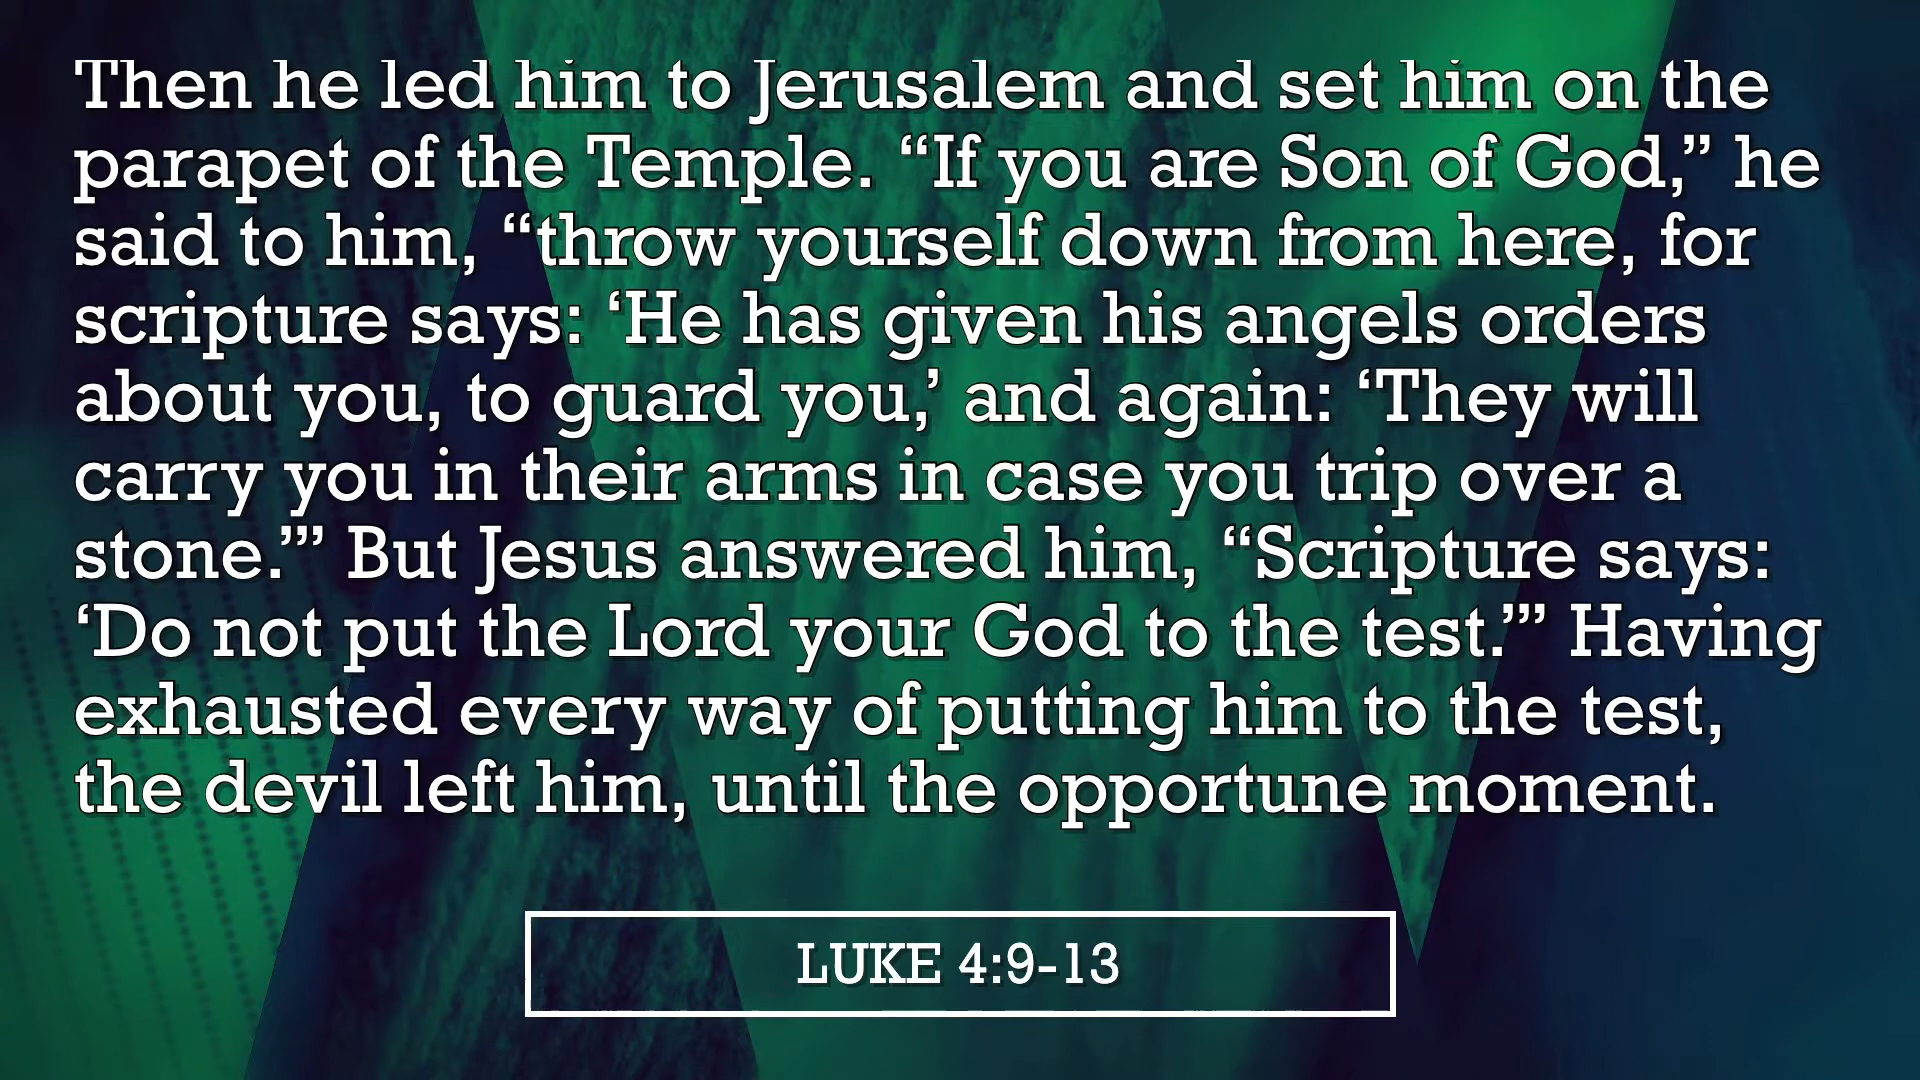 Then he led him to Jerusalem and set him on the
parapet of the Temple. “If you are Son of God,” he
said to him, “throw yourself down from here, for
scripture says: ‘He has given his angels orders
about you, to guard you,’ and again: ‘They will
carry you in their arms in case you trip over a
stone.’” But Jesus answered him, “Scripture says:
‘Do not put the Lord your God to the test.’” Having
exhausted every way of putting him to the test,
the devil left him, until the opportune moment.
LUKE 4:9-13